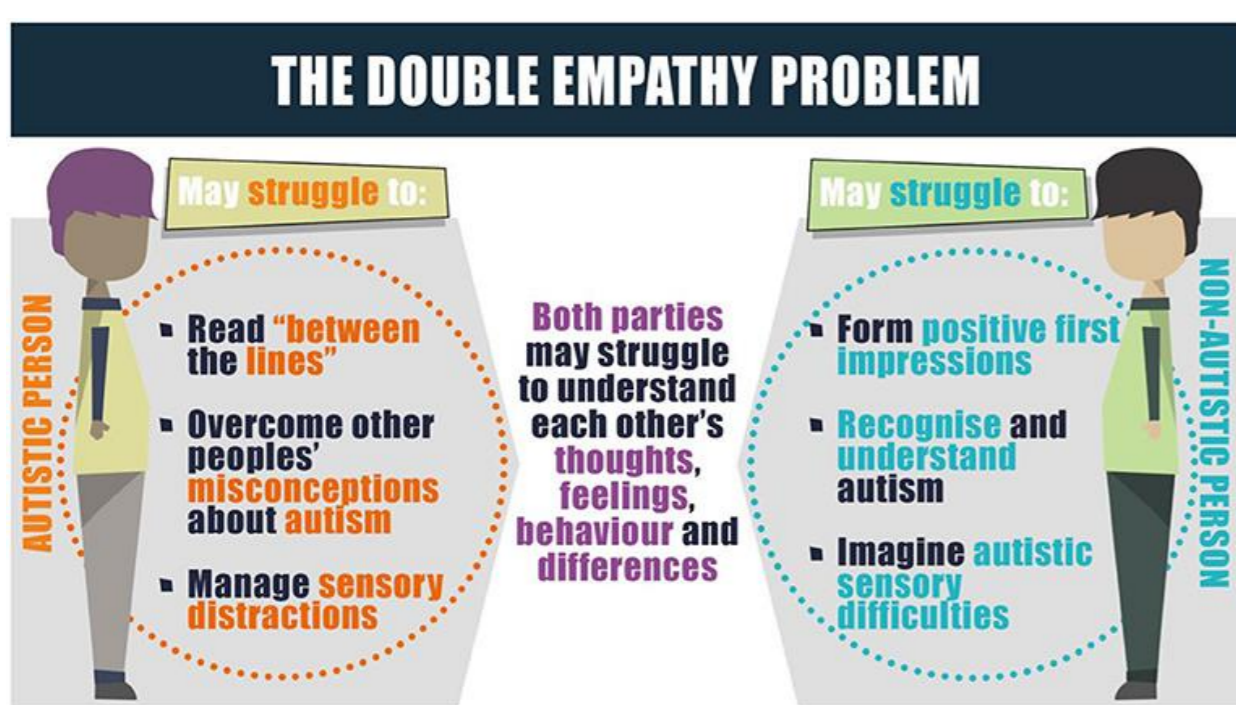 THE DOUBLE EMPATHY PROBLEM
May struggle to:
AUTISTIC PERSON
▪ Read “between
the lines”
▪ Overcome other
peoples’
misconceptions
about autism
▪ Manage sensory
distractions
Both parties
may struggle
to understand
each other’s
thoughts,
feelings,
behaviour and
differences
May struggle to:
▪ Form positive first
impressions
▪ Recognise and
understand
autism
▪ Imagine autistic
sensory
difficulties
NON-AUTISTIC PERSON